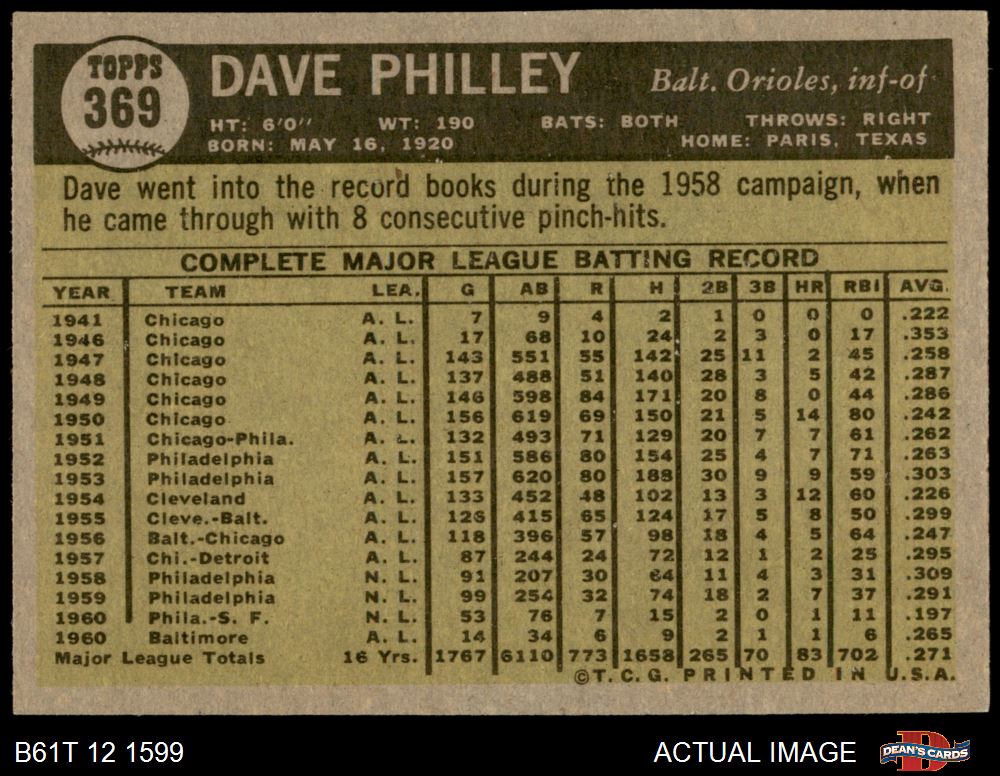 TOPPS
369
DAVE PHILLEY Balt. Orioles, inf-of
HT: 6'0" WT: 190 BATS: BOTH THROWS: RIGHT
BORN: MAY 16, 1920 HOME: PARIS, TEXAS
Dave went into the record books during the 1958 campaign, when
he came through with 8 consecutive pinch-hits.
COMPLETE MAJOR LEAGUE BATTING RECORD
YEAR TEAM LEA. G AB R H 2B 3B HR RBI AVG.
1941 Chicago A. L. 7 9 4 2 1 0 0 0 .222
1946 Chicago A. L. 17 68 10 24 2 3 0 17 .353
1947 Chicago A. L. 143 551 55 142 25 11 2 45 .258
1948 Chicago A. L. 137 488 51 140 28 3 5 42 .287
1949 Chicago A. L. 146 598 84 171 20 8 0 44 .286
1950 Chicago A. L. 156 619 69 150 21 5 14 80 .242
1951 Chicago-Phila. A. L. 132 493 71 129 20 7 7 61 .262
1952 Philadelphia A. L. 151 586 80 154 25 4 7 71 .263
1953 Philadelphia A. L. 157 620 80 188 30 9 9 59 .303
1954 Cleveland A. L. 133 452 48 102 13 3 12 60 .226
1955 Cleve.-Balt. A. L. 126 415 65 124 17 5 8 50 .299
1956 Balt.-Chicago A. L. 118 396 57 98 18 4 5 64 .247
1957 Chi.-Detroit A. L. 87 244 24 72 12 1 2 25 .295
1958 Philadelphia N. L. 91 207 30 64 11 4 3 31 .309
1959 Philadelphia N. L. 99 254 32 74 18 2 7 37 .291
1960 Phila.-S. F. N. L. 53 76 7 15 2 0 1 11 .197
1960 Baltimore A. L. 14 34 6 9 2 1 1 6 .265
Major League Totals 16 Yrs. 1767 6110 773 1658 265 70 83 702 .271
©T. C. G. PRINTED IN U.S.A.
B61T 12 1599 ACTUAL IMAGE DEAN'S CARDS